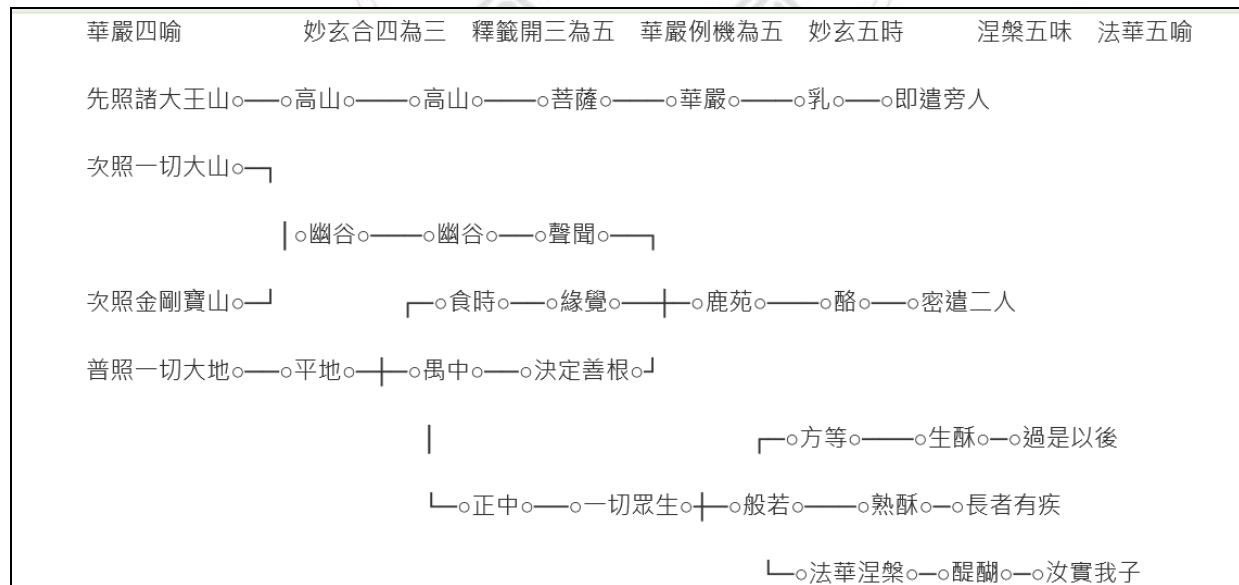 華嚴四喻 妙玄合四為三 釋籤開三為五 華嚴例機為五 妙玄五時 涅槃五味 法華五喻
先照諸大王山○──○高山○───○高山○───○菩薩○───○華嚴○───○乳○──○即遣旁人
次照一切大山○─┐
│○幽谷○───○幽谷○──○聲聞○──┐
次照金剛寶山○─┘ ┌─○食時○──○緣覺○──┼─○鹿苑○───○酪○──○密遣二人
普照一切大地○──○平地○─┼─○禺中○──○決定善根○┘
│ ┌─○方等○───○生酥○─○過是以後
└─○正中○──○一切眾生○┼─○般若○───○熟酥○─○長者有疾
└─○法華涅槃○─○醍醐○─○汝實我子